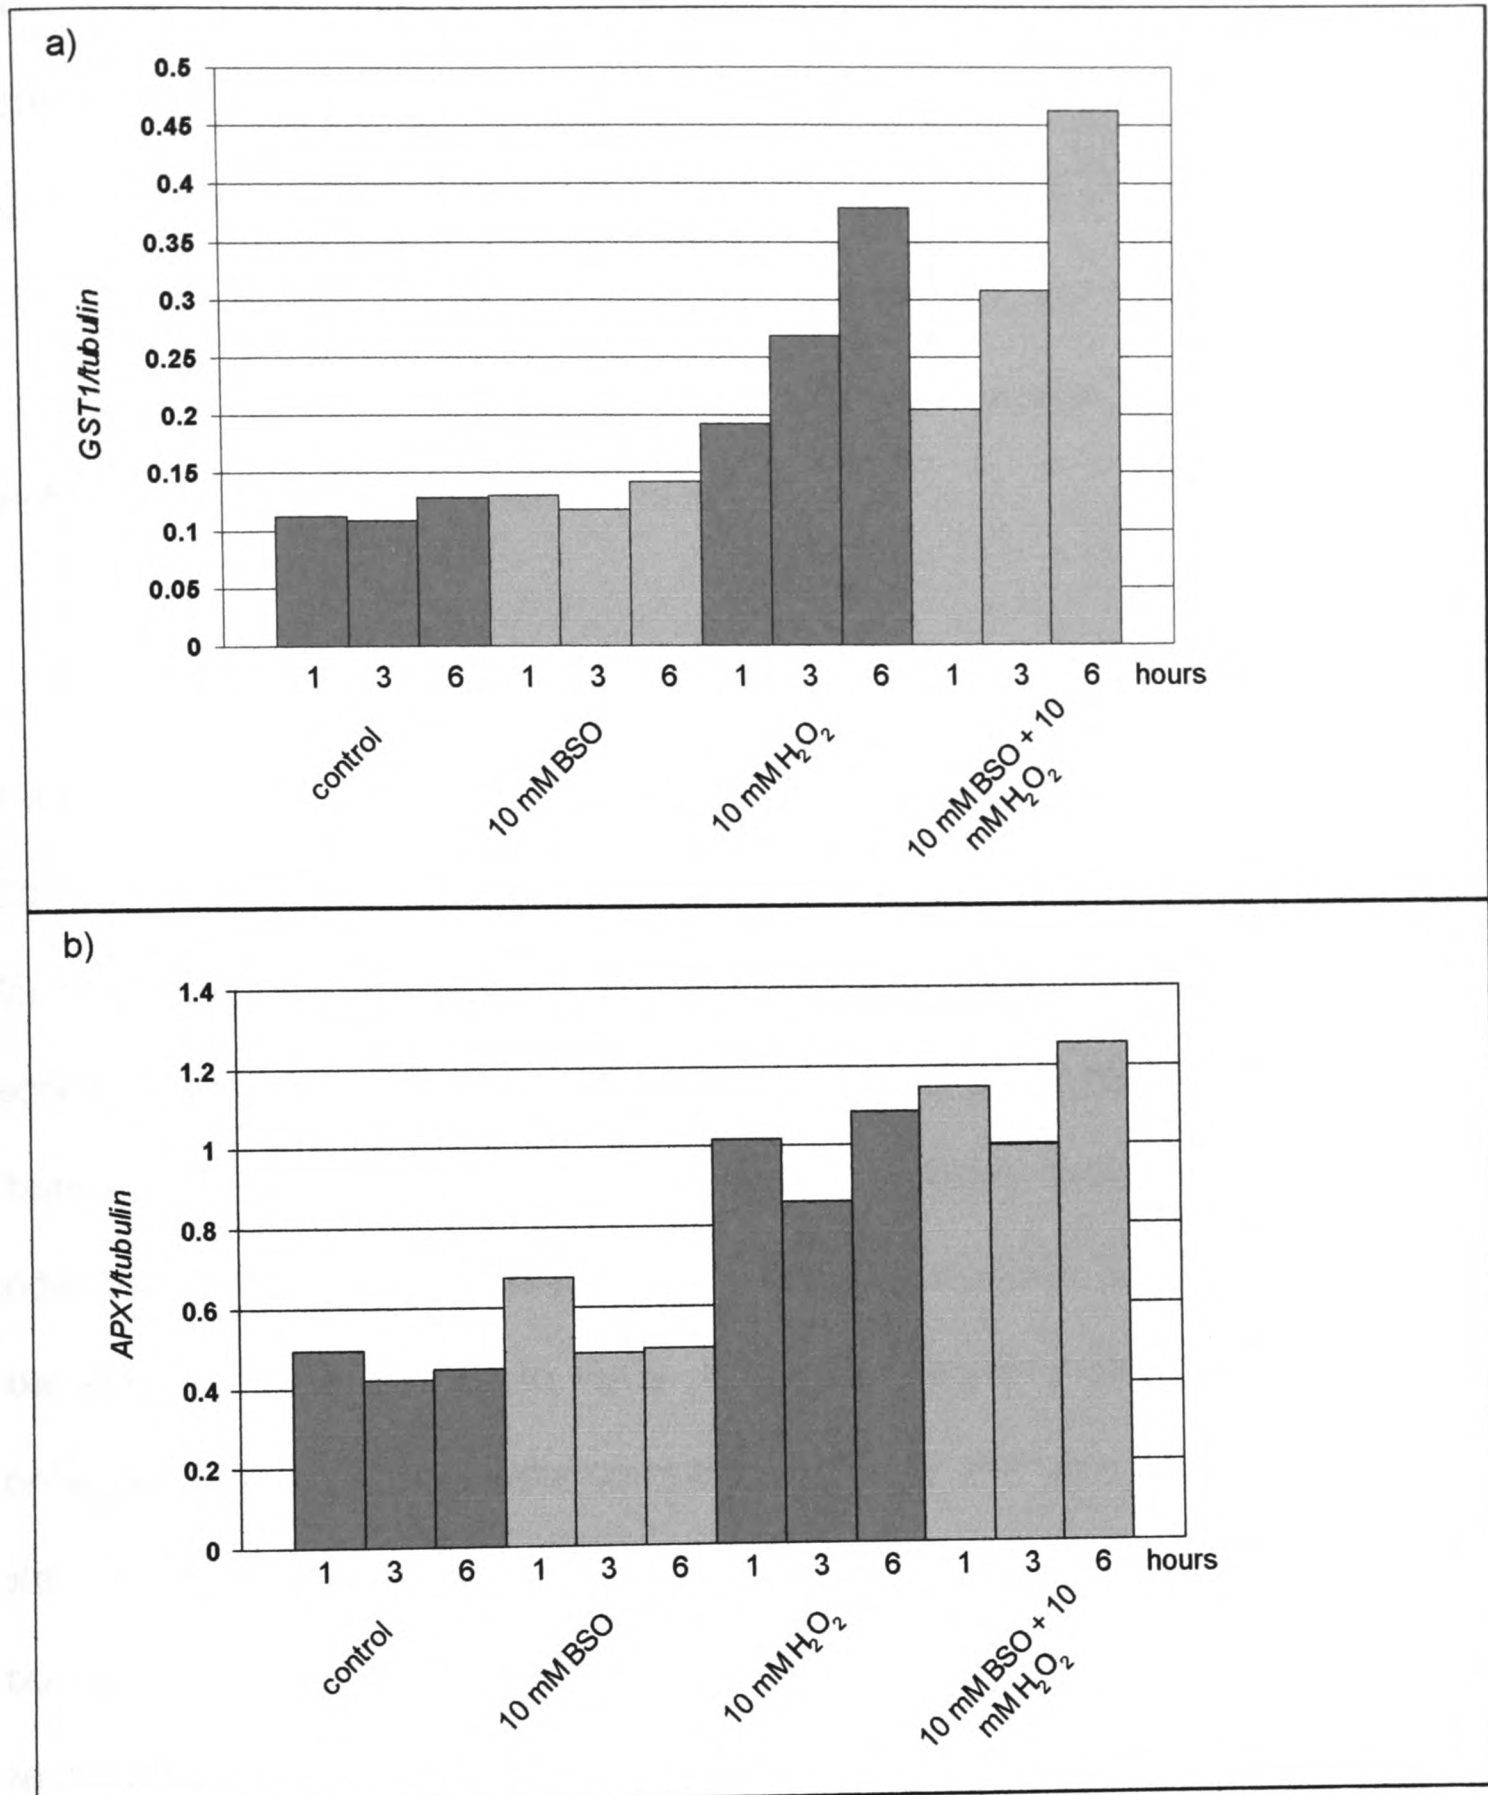 a)
0.5
0.45
0.4
0.35
0.3
0.25
0.2
0.15
0.1
0.05
0
GST1/tubulin
1 3 6 1 3 6 1 3 6 1 3 6 hours
control
10 mM BSO
10 mM H₂O₂
10 mM BSO + 10
mM H₂O₂
b)
1.4
1.2
1
0.8
0.6
0.4
0.2
0
APX1/tubulin
1 3 6 1 3 6 1 3 6 1 3 6 hours
control
10 mM BSO
10 mM H₂O₂
10 mM BSO + 10
mM H₂O₂